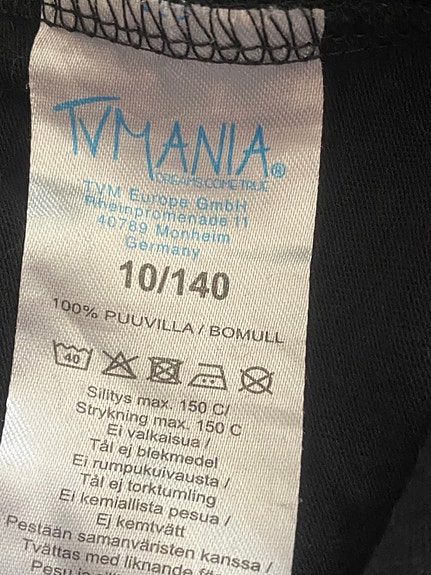 TVMANIA®
DREAMS COME TRUE
TVM Europe GmbH
Rheinpromenade 11
40789 Monheim
Germany
10/140
100% PUUVILLA / BOMULL
40
Silitys max. 150 C/
Strykning max. 150 C
Ei valkaisua /
Tål ej blekmedel
Ei rumpukuivausta /
Tål ej torktumling
Ei kemiallista pesua /
Ej kemtvätt
Pestään samanväristen kanssa /
Tvättas med liknande
Pesu